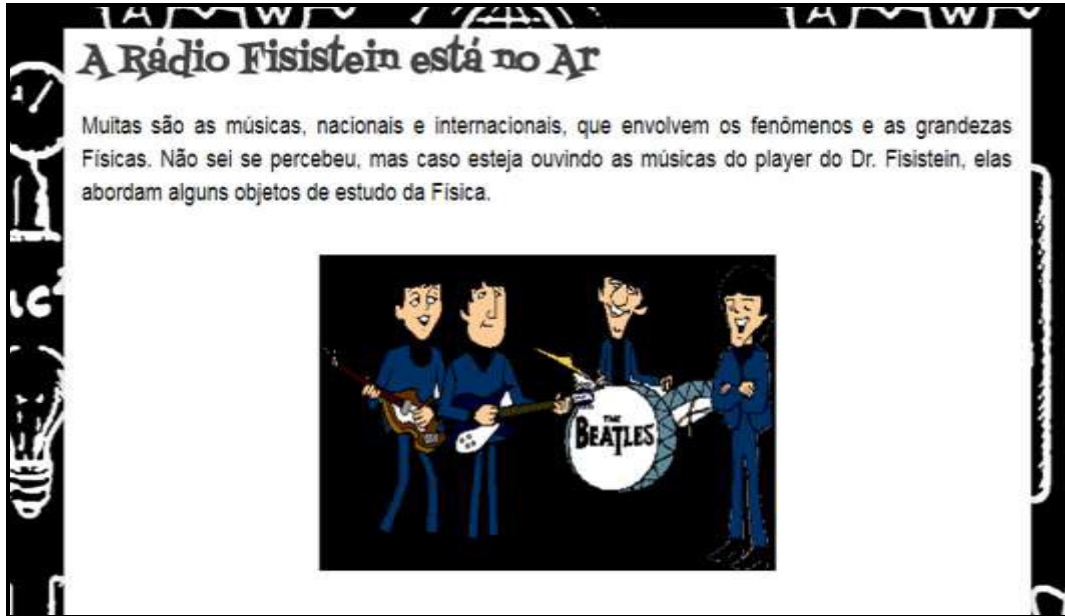 A Rádio Fisistein está no Ar
Muitas são as músicas, nacionais e internacionais, que envolvem os fenômenos e as grandezas
Físicas. Não sei se percebeu, mas caso esteja ouvindo as músicas do player do Dr. Fisistein, elas
abordam alguns objetos de estudo da Física.
THE
BEATLES